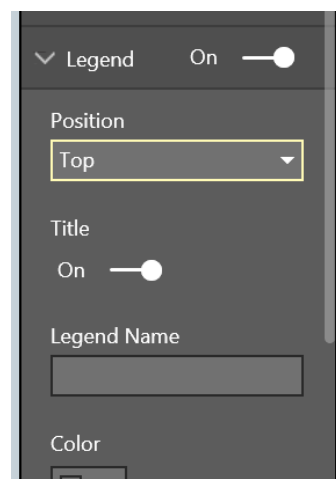 Legend On
Position
Top
Title
On
Legend Name
Color